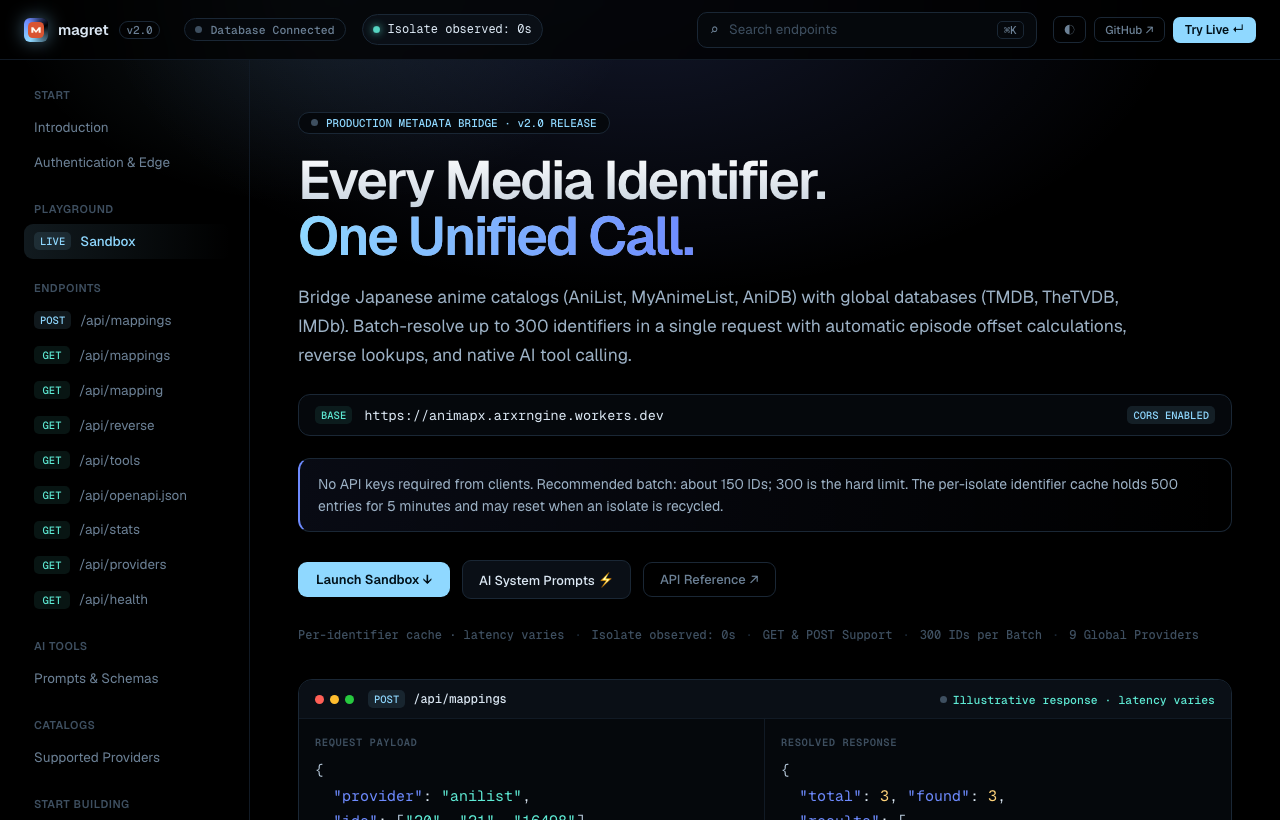 magret v2.0 Database Connected Isolate observed: 0s Search endpoints ⌘K GitHub ↗ Try Live ↵
START
Introduction
Authentication & Edge
PLAYGROUND
LIVE Sandbox
ENDPOINTS
POST /api/mappings
GET /api/mappings
GET /api/mapping
GET /api/reverse
GET /api/tools
GET /api/openapi.json
GET /api/stats
GET /api/providers
GET /api/health
AI TOOLS
Prompts & Schemas
CATALOGS
Supported Providers
START BUILDING
PRODUCTION METADATA BRIDGE · v2.0 RELEASE
Every Media Identifier.
One Unified Call.
Bridge Japanese anime catalogs (AniList, MyAnimeList, AniDB) with global databases (TMDB, TheTVDB,
IMDb). Batch-resolve up to 300 identifiers in a single request with automatic episode offset calculations,
reverse lookups, and native AI tool calling.
BASE https://animapx.arxrngine.workers.dev CORS ENABLED
No API keys required from clients. Recommended batch: about 150 IDs; 300 is the hard limit. The per-isolate identifier cache holds 500
entries for 5 minutes and may reset when an isolate is recycled.
Launch Sandbox ↓ AI System Prompts ⚡ API Reference ↗
Per-identifier cache · latency varies · Isolate observed: 0s · GET & POST Support · 300 IDs per Batch · 9 Global Providers
POST /api/mappings Illustrative response · latency varies
REQUEST PAYLOAD
{
"provider": "anilist",
"ids": ["20", "21", "16498"]
RESOLVED RESPONSE
{
"total": 3, "found": 3,
"results": [